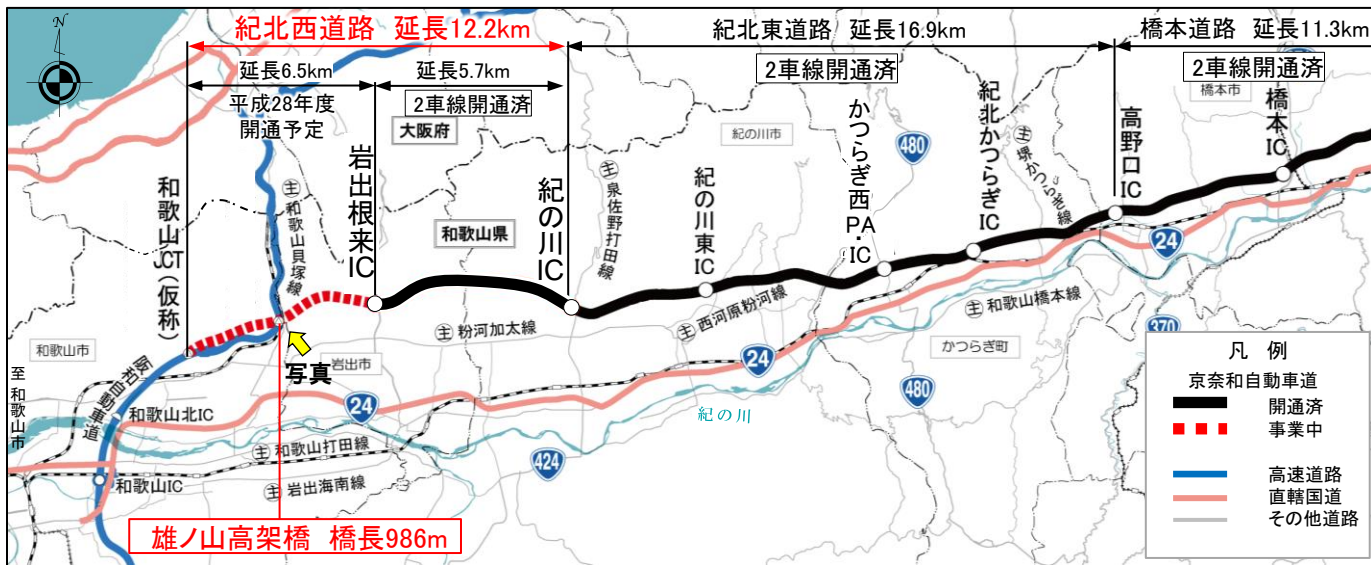 N
紀北西道路 延長12.2km
紀北東道路 延長16.9km
橋本道路 延長11.3km
延長6.5km
延長5.7km
2車線開通済
2車線開通済
平成28年度
開通予定
2車線開通済
大阪府
橋本市
紀の川市
480
和歌山JCT(仮称)
主 和歌山貝塚線
岩出根来IC
和歌山県
紀の川IC
主 泉佐野打田線
紀の川東IC
かつらぎ西PA・IC
紀北かつらぎIC
主 堺かつらぎ線
高野口IC
橋本IC
24
主 粉河加太線
主 西河原粉河線
主 和歌山橋本線
370
和歌山市
至 和歌山市
阪和自動車道
写真
岩出市
24
かつらぎ町
480
24
紀の川
和歌山北IC
主 和歌山打田線
424
和歌山IC
主 岩出海南線
雄ノ山高架橋 橋長986m
凡 例
京奈和自動車道
開通済
事業中
高速道路
直轄国道
その他道路